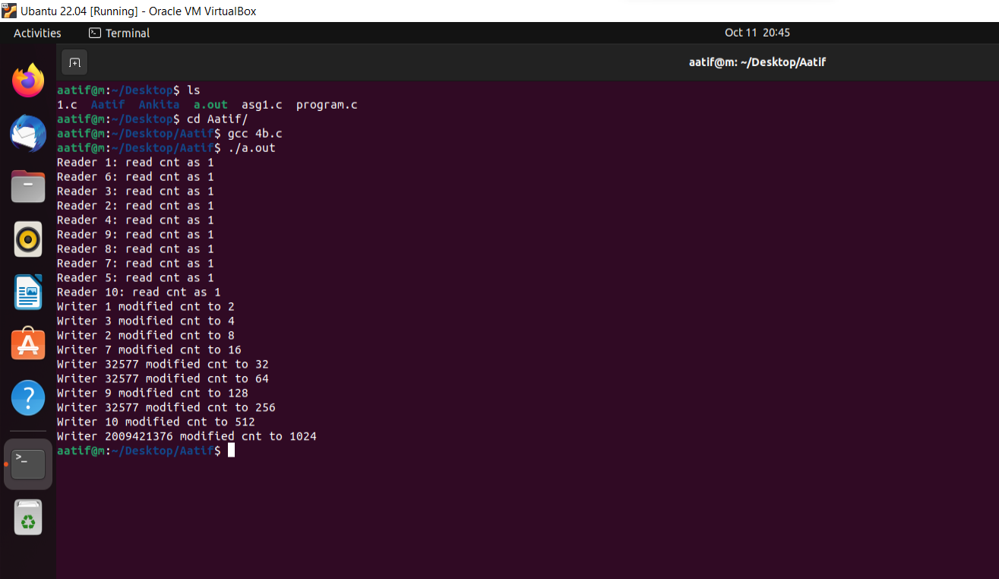 Ubantu 22.04 [Running] - Oracle VM VirtualBox
Activities Terminal Oct 11 20:45
aatif@m: ~/Desktop/Aatif
aatif@m:~/Desktop$ ls
1.c Aatif Ankita a.out asg1.c program.c
aatif@m:~/Desktop$ cd Aatif/
aatif@m:~/Desktop/Aatif$ gcc 4b.c
aatif@m:~/Desktop/Aatif$ ./a.out
Reader 1: read cnt as 1
Reader 6: read cnt as 1
Reader 3: read cnt as 1
Reader 2: read cnt as 1
Reader 4: read cnt as 1
Reader 9: read cnt as 1
Reader 8: read cnt as 1
Reader 7: read cnt as 1
Reader 5: read cnt as 1
Reader 10: read cnt as 1
Writer 1 modified cnt to 2
Writer 3 modified cnt to 4
Writer 2 modified cnt to 8
Writer 7 modified cnt to 16
Writer 32577 modified cnt to 32
Writer 32577 modified cnt to 64
Writer 9 modified cnt to 128
Writer 32577 modified cnt to 256
Writer 10 modified cnt to 512
Writer 2009421376 modified cnt to 1024
aatif@m:~/Desktop/Aatif$